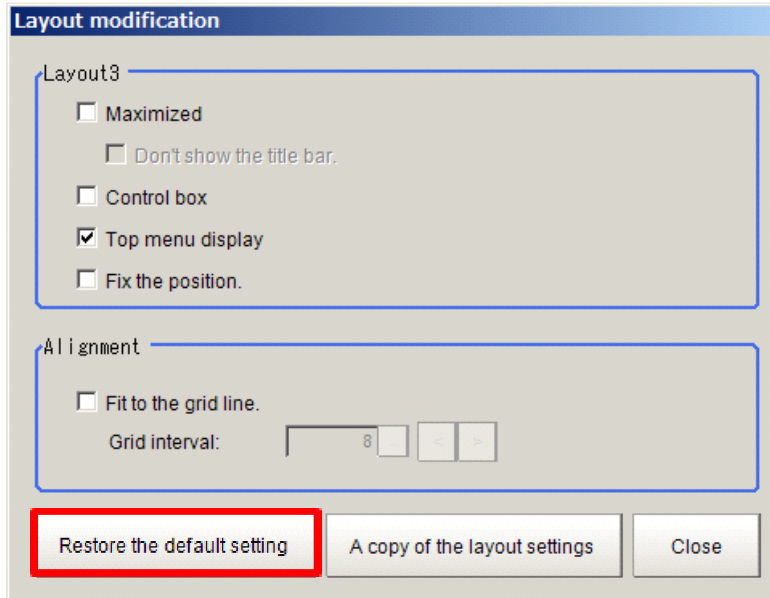 Layout modification
Layout3
Maximized
Don't show the title bar.
Control box
Top menu display
Fix the position.
Alignment
Fit to the grid line.
Grid interval: 8 .. < >
Restore the default setting A copy of the layout settings Close